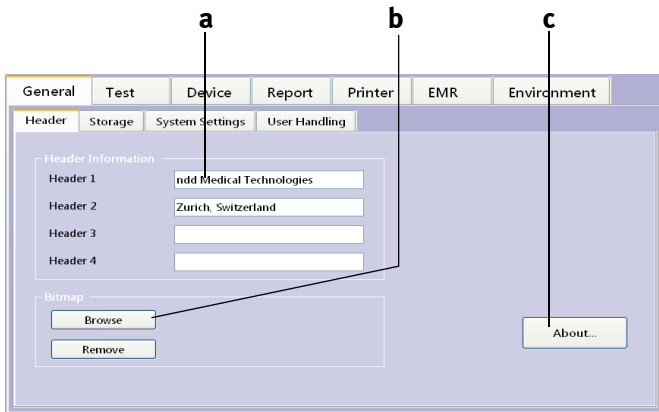 a b c
General Test Device Report Printer EMR Environment
Header Storage System Settings User Handling
Header Information
Header 1 ndd Medical Technologies
Header 2 Zurich, Switzerland
Header 3
Header 4
Bitmap
Browse
About...
Remove